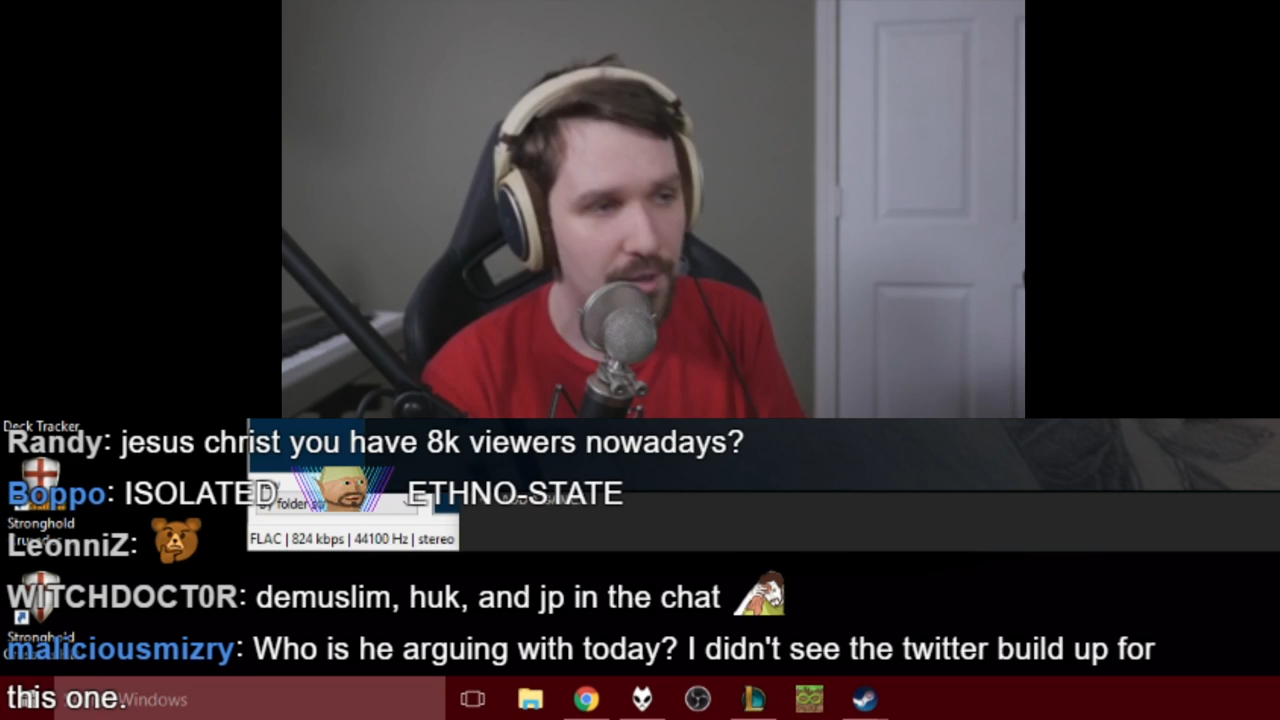 Deck Tracker
Randy: jesus christ you have 8k viewers nowadays?
Boppo: ISOLATED ETHNO-STATE
By folder
Stronghold
LeonniZ:
FLAC | 824 kbps | 44100 Hz | stereo
WITCHDOCT0R: demuslim, huk, and jp in the chat
Stronghold
maliciousmizry: Who is he arguing with today? I didn't see the twitter build up for
this one.
Windows